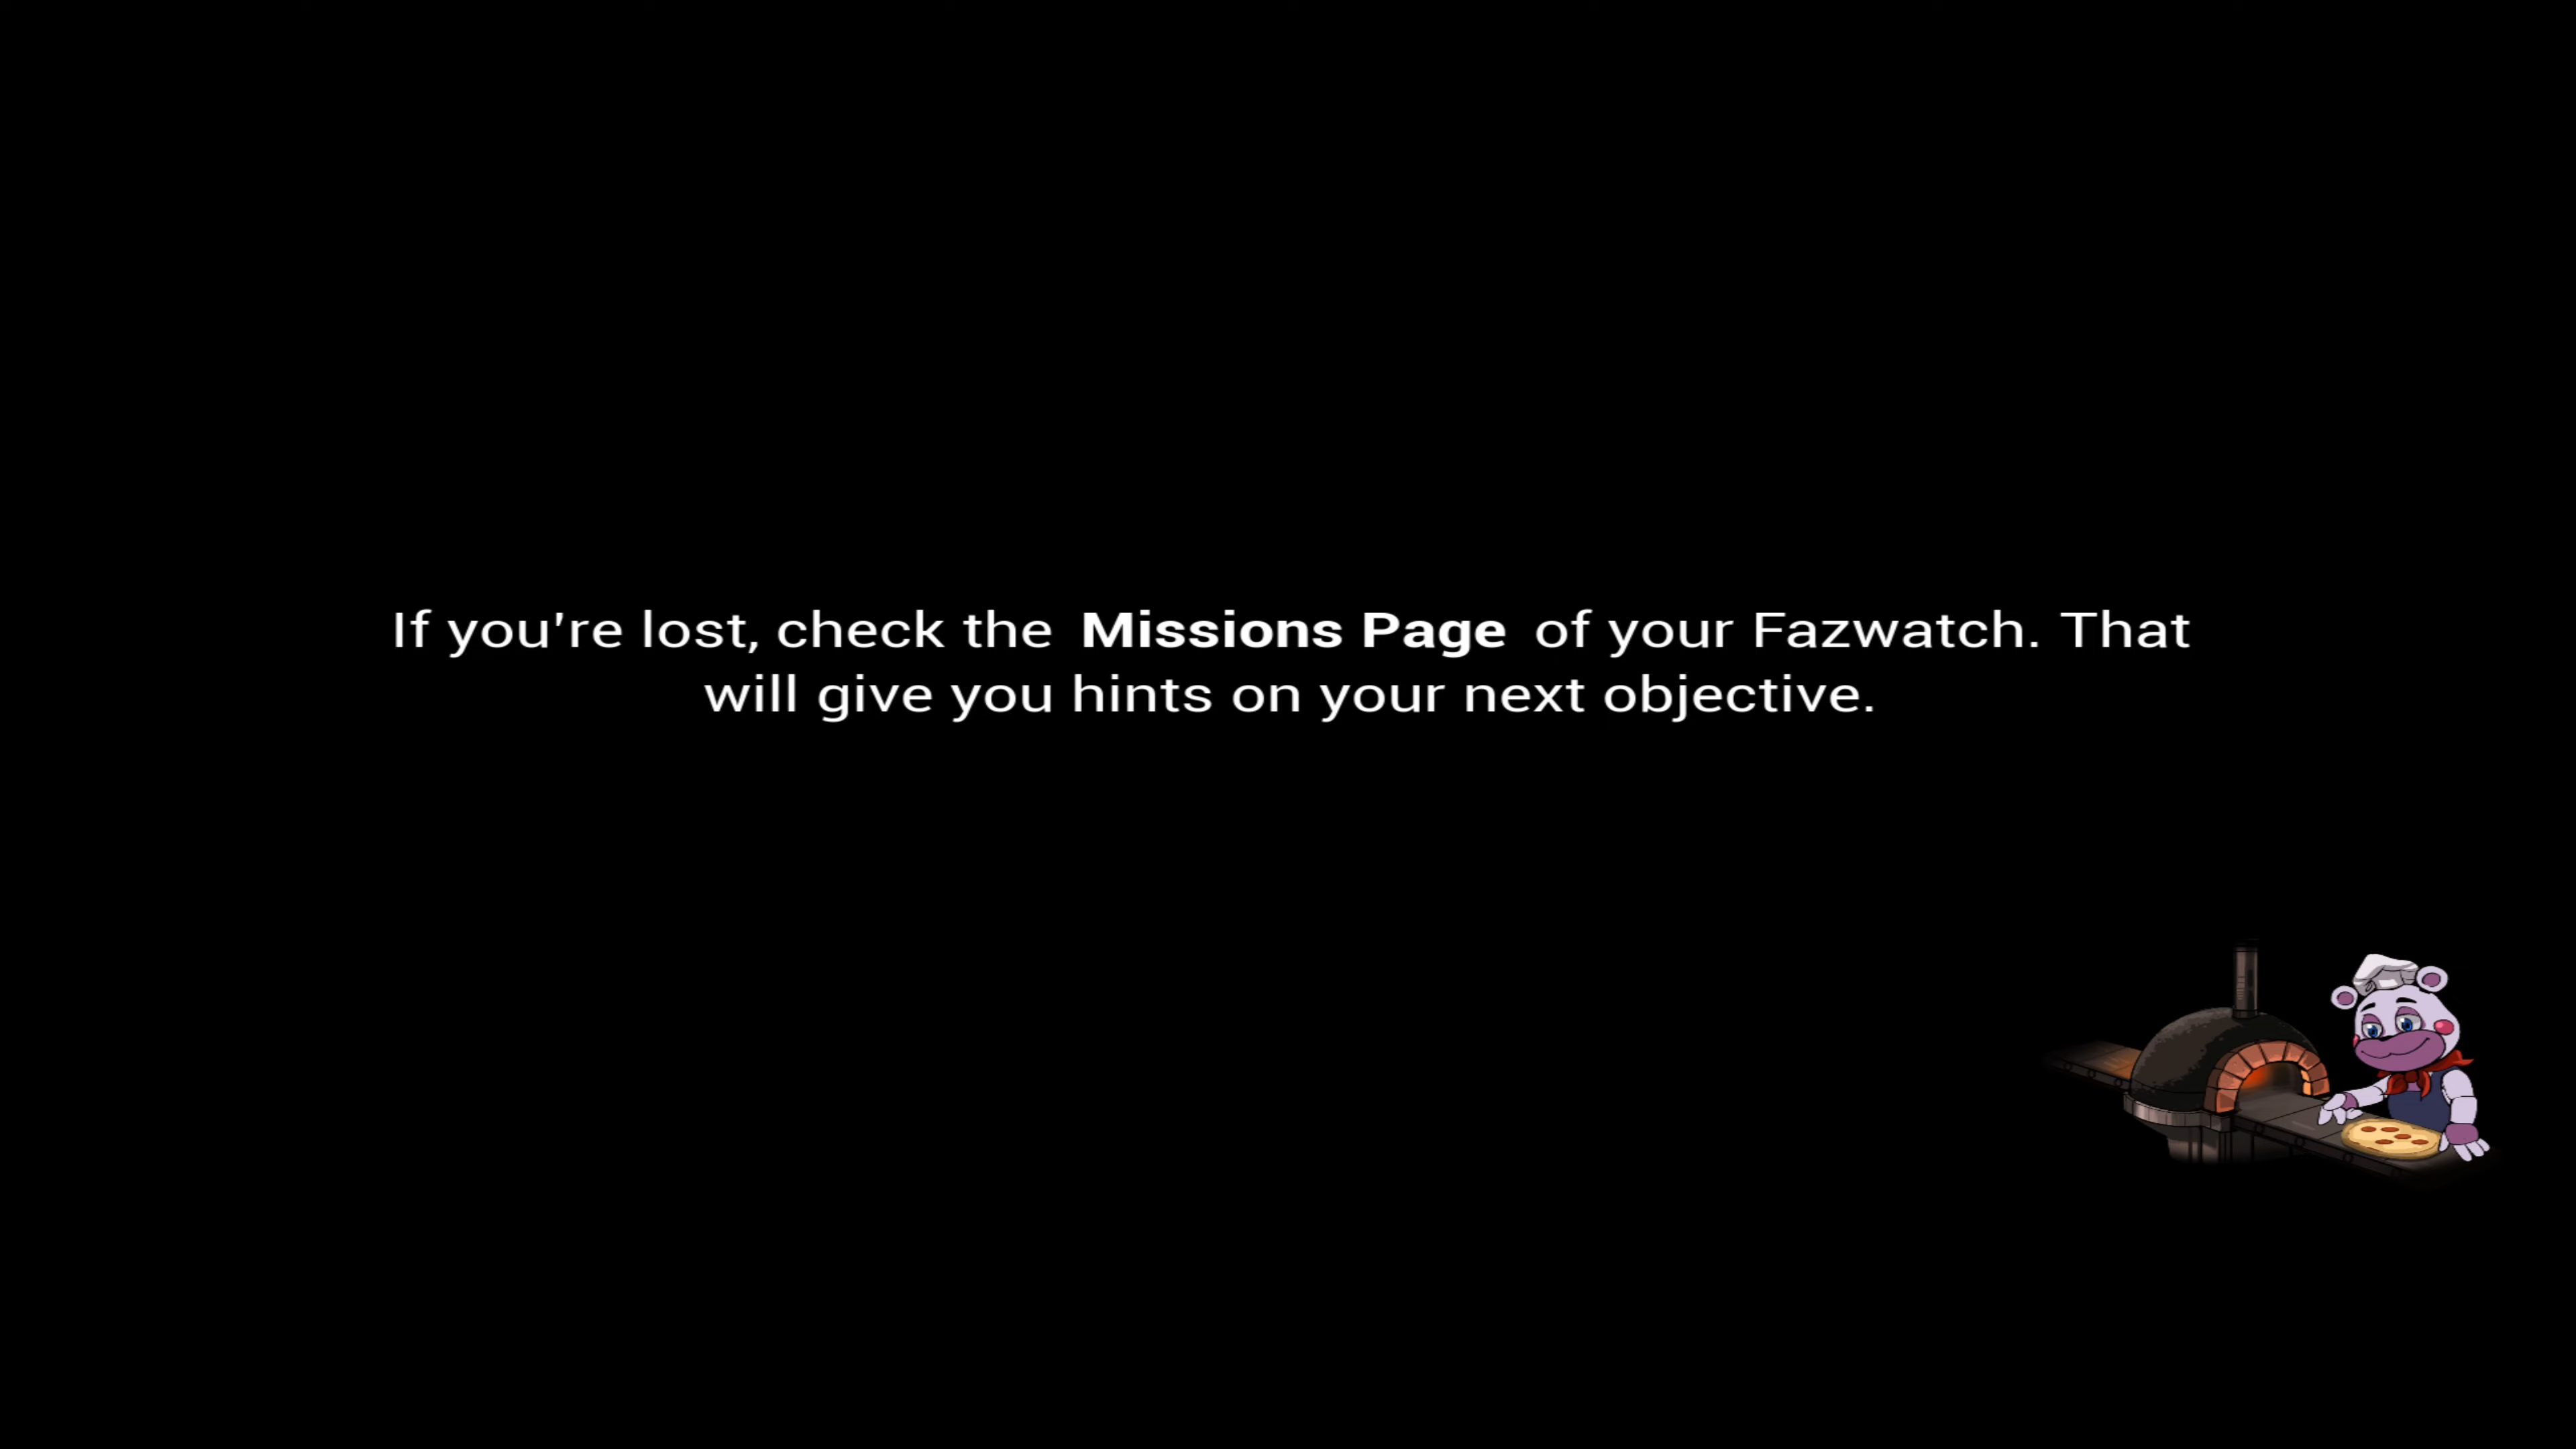 If you're lost, check the Missions Page of your Fazwatch. That
will give you hints on your next objective.